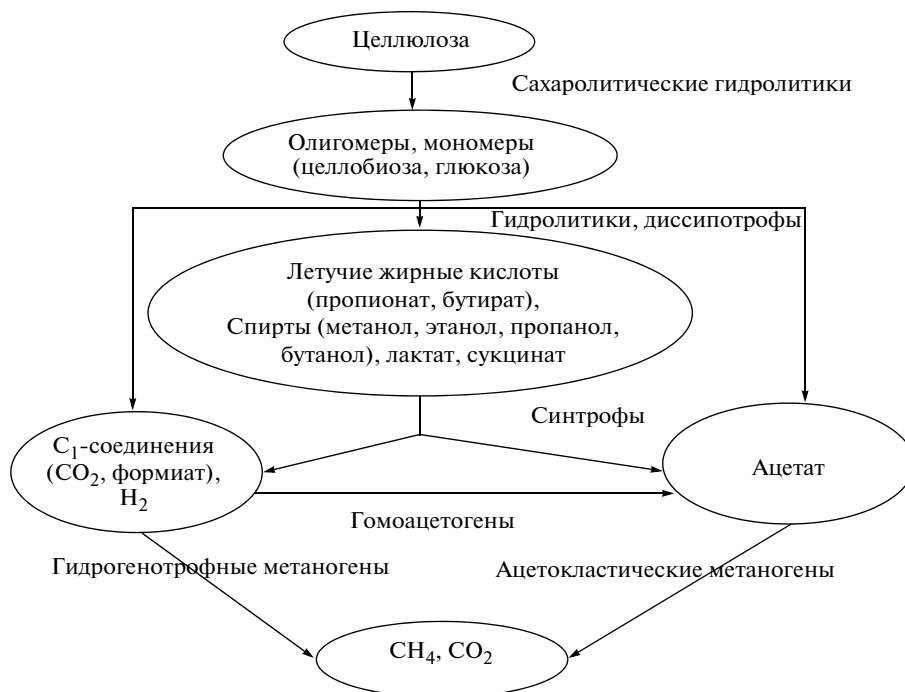 Целлюлоза
Сахаролитические гидролитики
Олигомеры, мономеры
(целлобиоза, глюкоза)
Гидролитики, диссипотрофы
Летучие жирные кислоты
(пропионат, бутират),
Спирты (метанол, этанол, пропанол,
бутанол), лактат, сукцинат
Синтрофы
C₁-соединения
(CO₂, формиат),
H₂
Ацетат
Гомоацетогены
Гидрогенотрофные метаногены
Ацетокластические метаногены
CH₄, CO₂